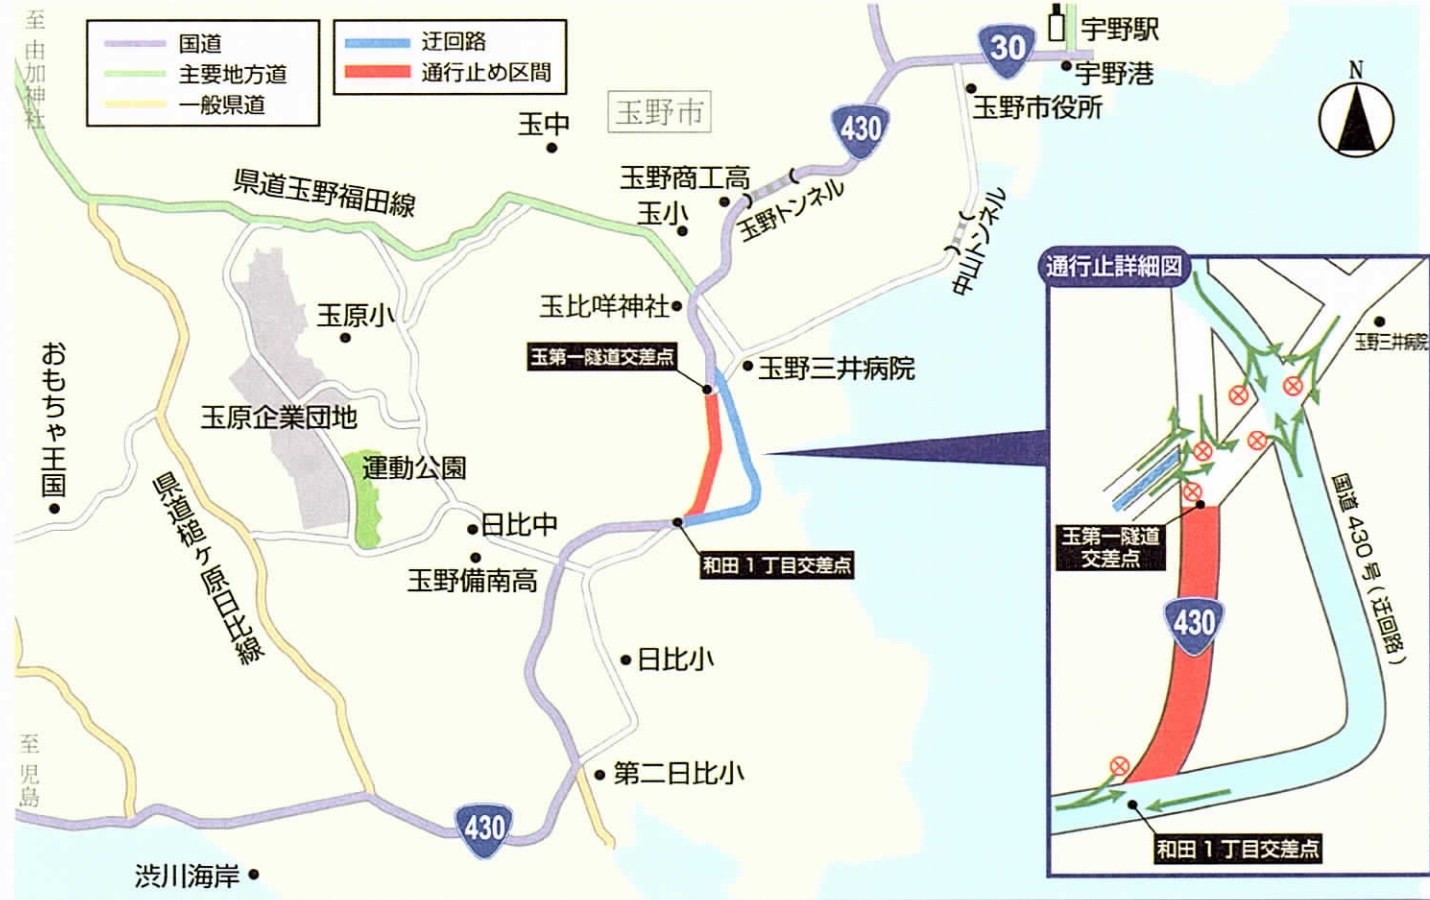 至 由加神社
国道
主要地方道
一般県道
迂回路
通行止め区間
玉野市
30
宇野駅
宇野港
玉野市役所
N
430
玉中
玉野商工高
玉小
玉野トンネル
中山トンネル
県道玉野福田線
玉比咩神社
玉原小
玉第一隧道交差点
玉野三井病院
おもちゃ王国
玉原企業団地
運動公園
県道槌ヶ原日比線
日比中
玉野備南高
和田1丁目交差点
日比小
第二日比小
至 児島
430
渋川海岸
通行止詳細図
玉野三井病院
国道430号(迂回路)
玉第一隧道
交差点
430
和田1丁目交差点